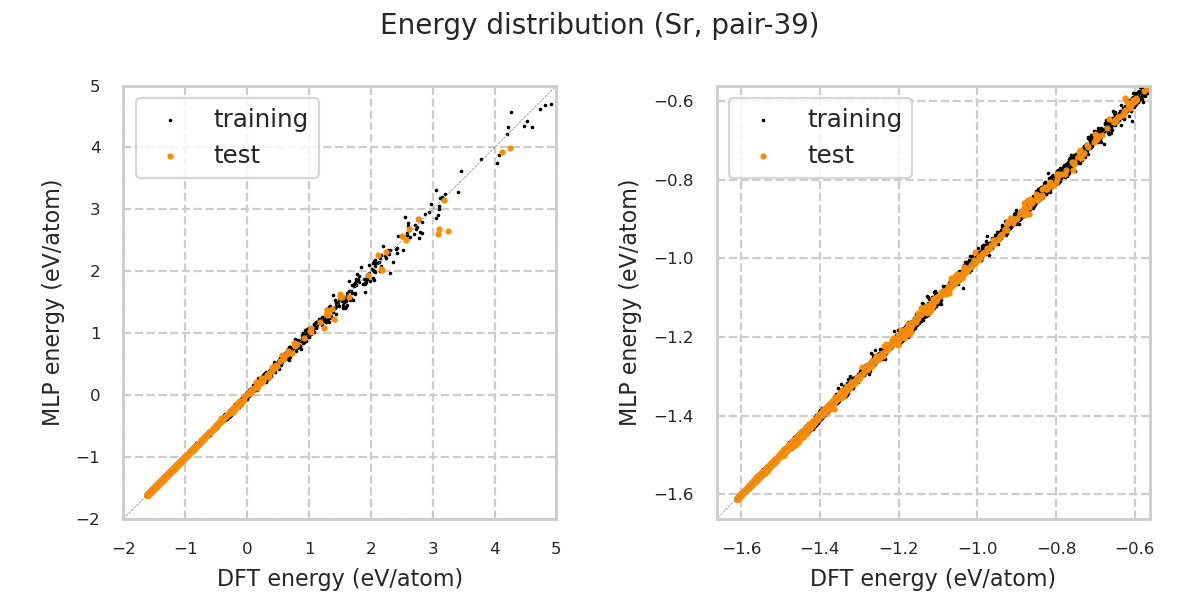 Energy distribution (Sr, pair-39)
5
4
3
2
1
0
−1
−2
MLP energy (eV/atom)
training
test
−2 −1 0 1 2 3 4 5
DFT energy (eV/atom)
−0.6
−0.8
−1.0
−1.2
−1.4
−1.6
MLP energy (eV/atom)
training
test
−1.6 −1.4 −1.2 −1.0 −0.8 −0.6
DFT energy (eV/atom)